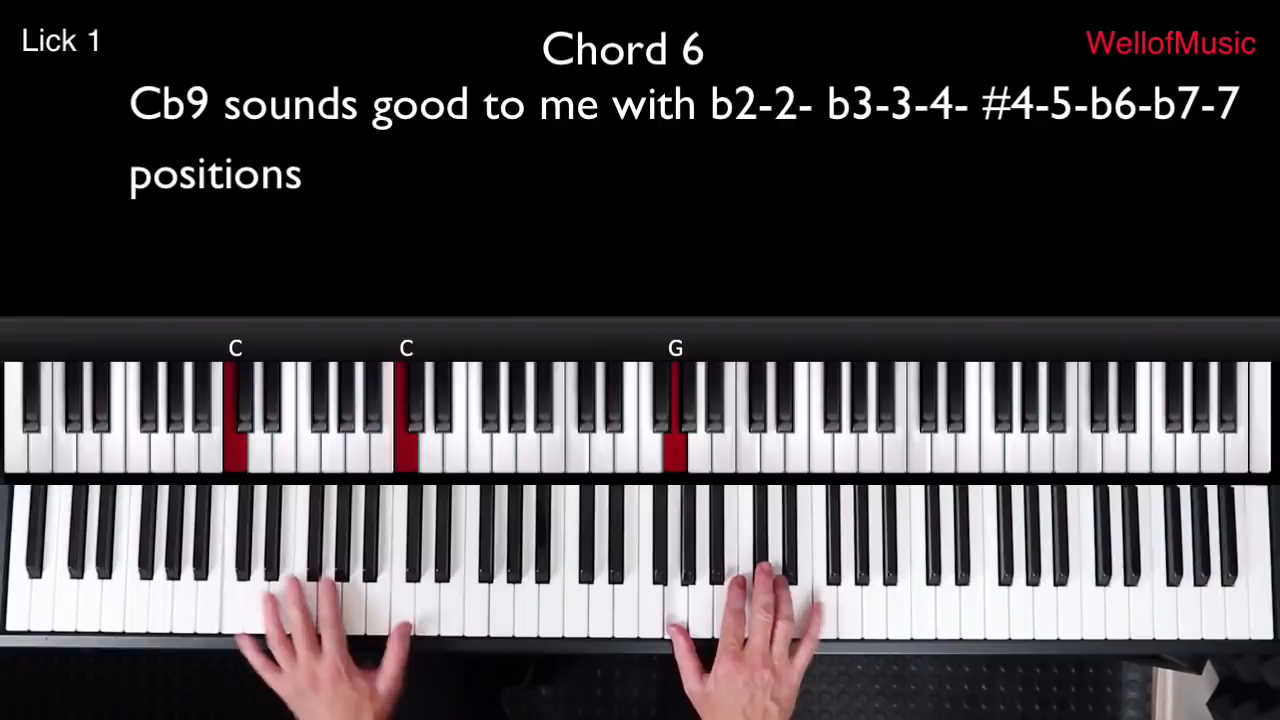 Lick 1
Chord 6
WellofMusic
Cb9 sounds good to me with b2-2- b3-3-4- #4-5-b6-b7-7
positions
C C G